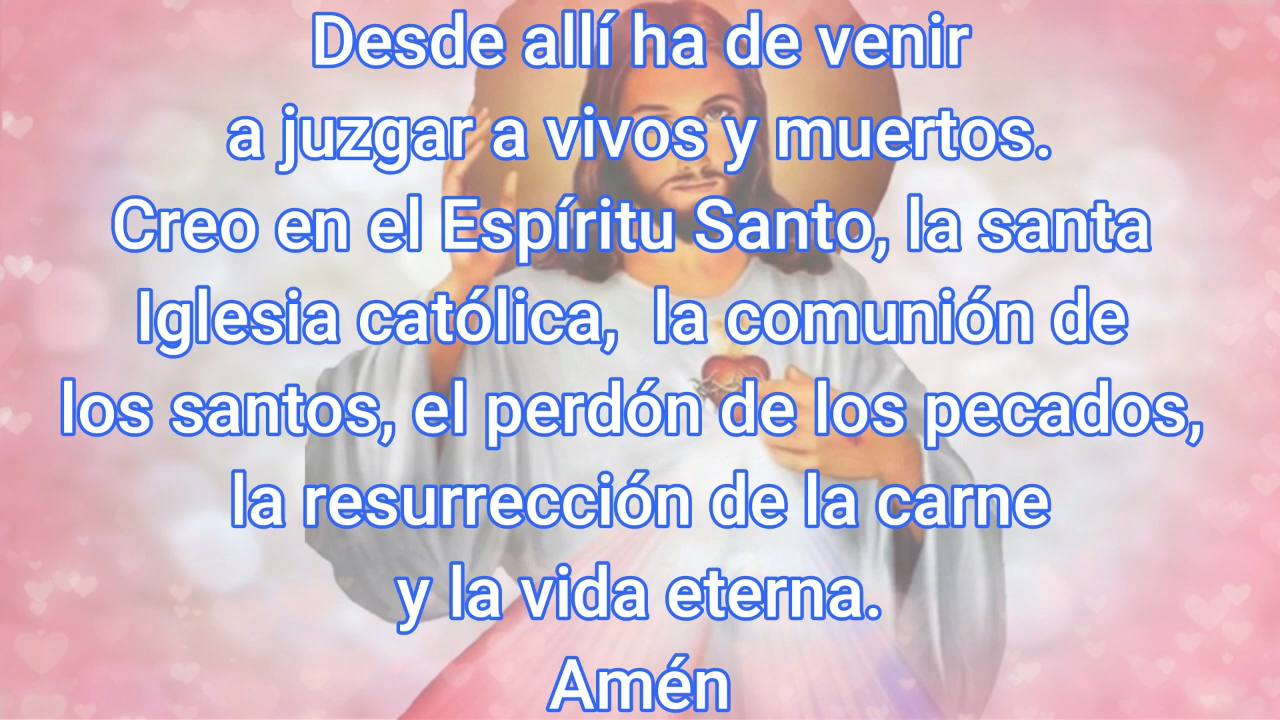 Desde allí ha de venir
a juzgar a vivos y muertos.
Creo en el Espíritu Santo, la santa
Iglesia católica, la comunión de
los santos, el perdón de los pecados,
la resurrección de la carne
y la vida eterna.
Amén